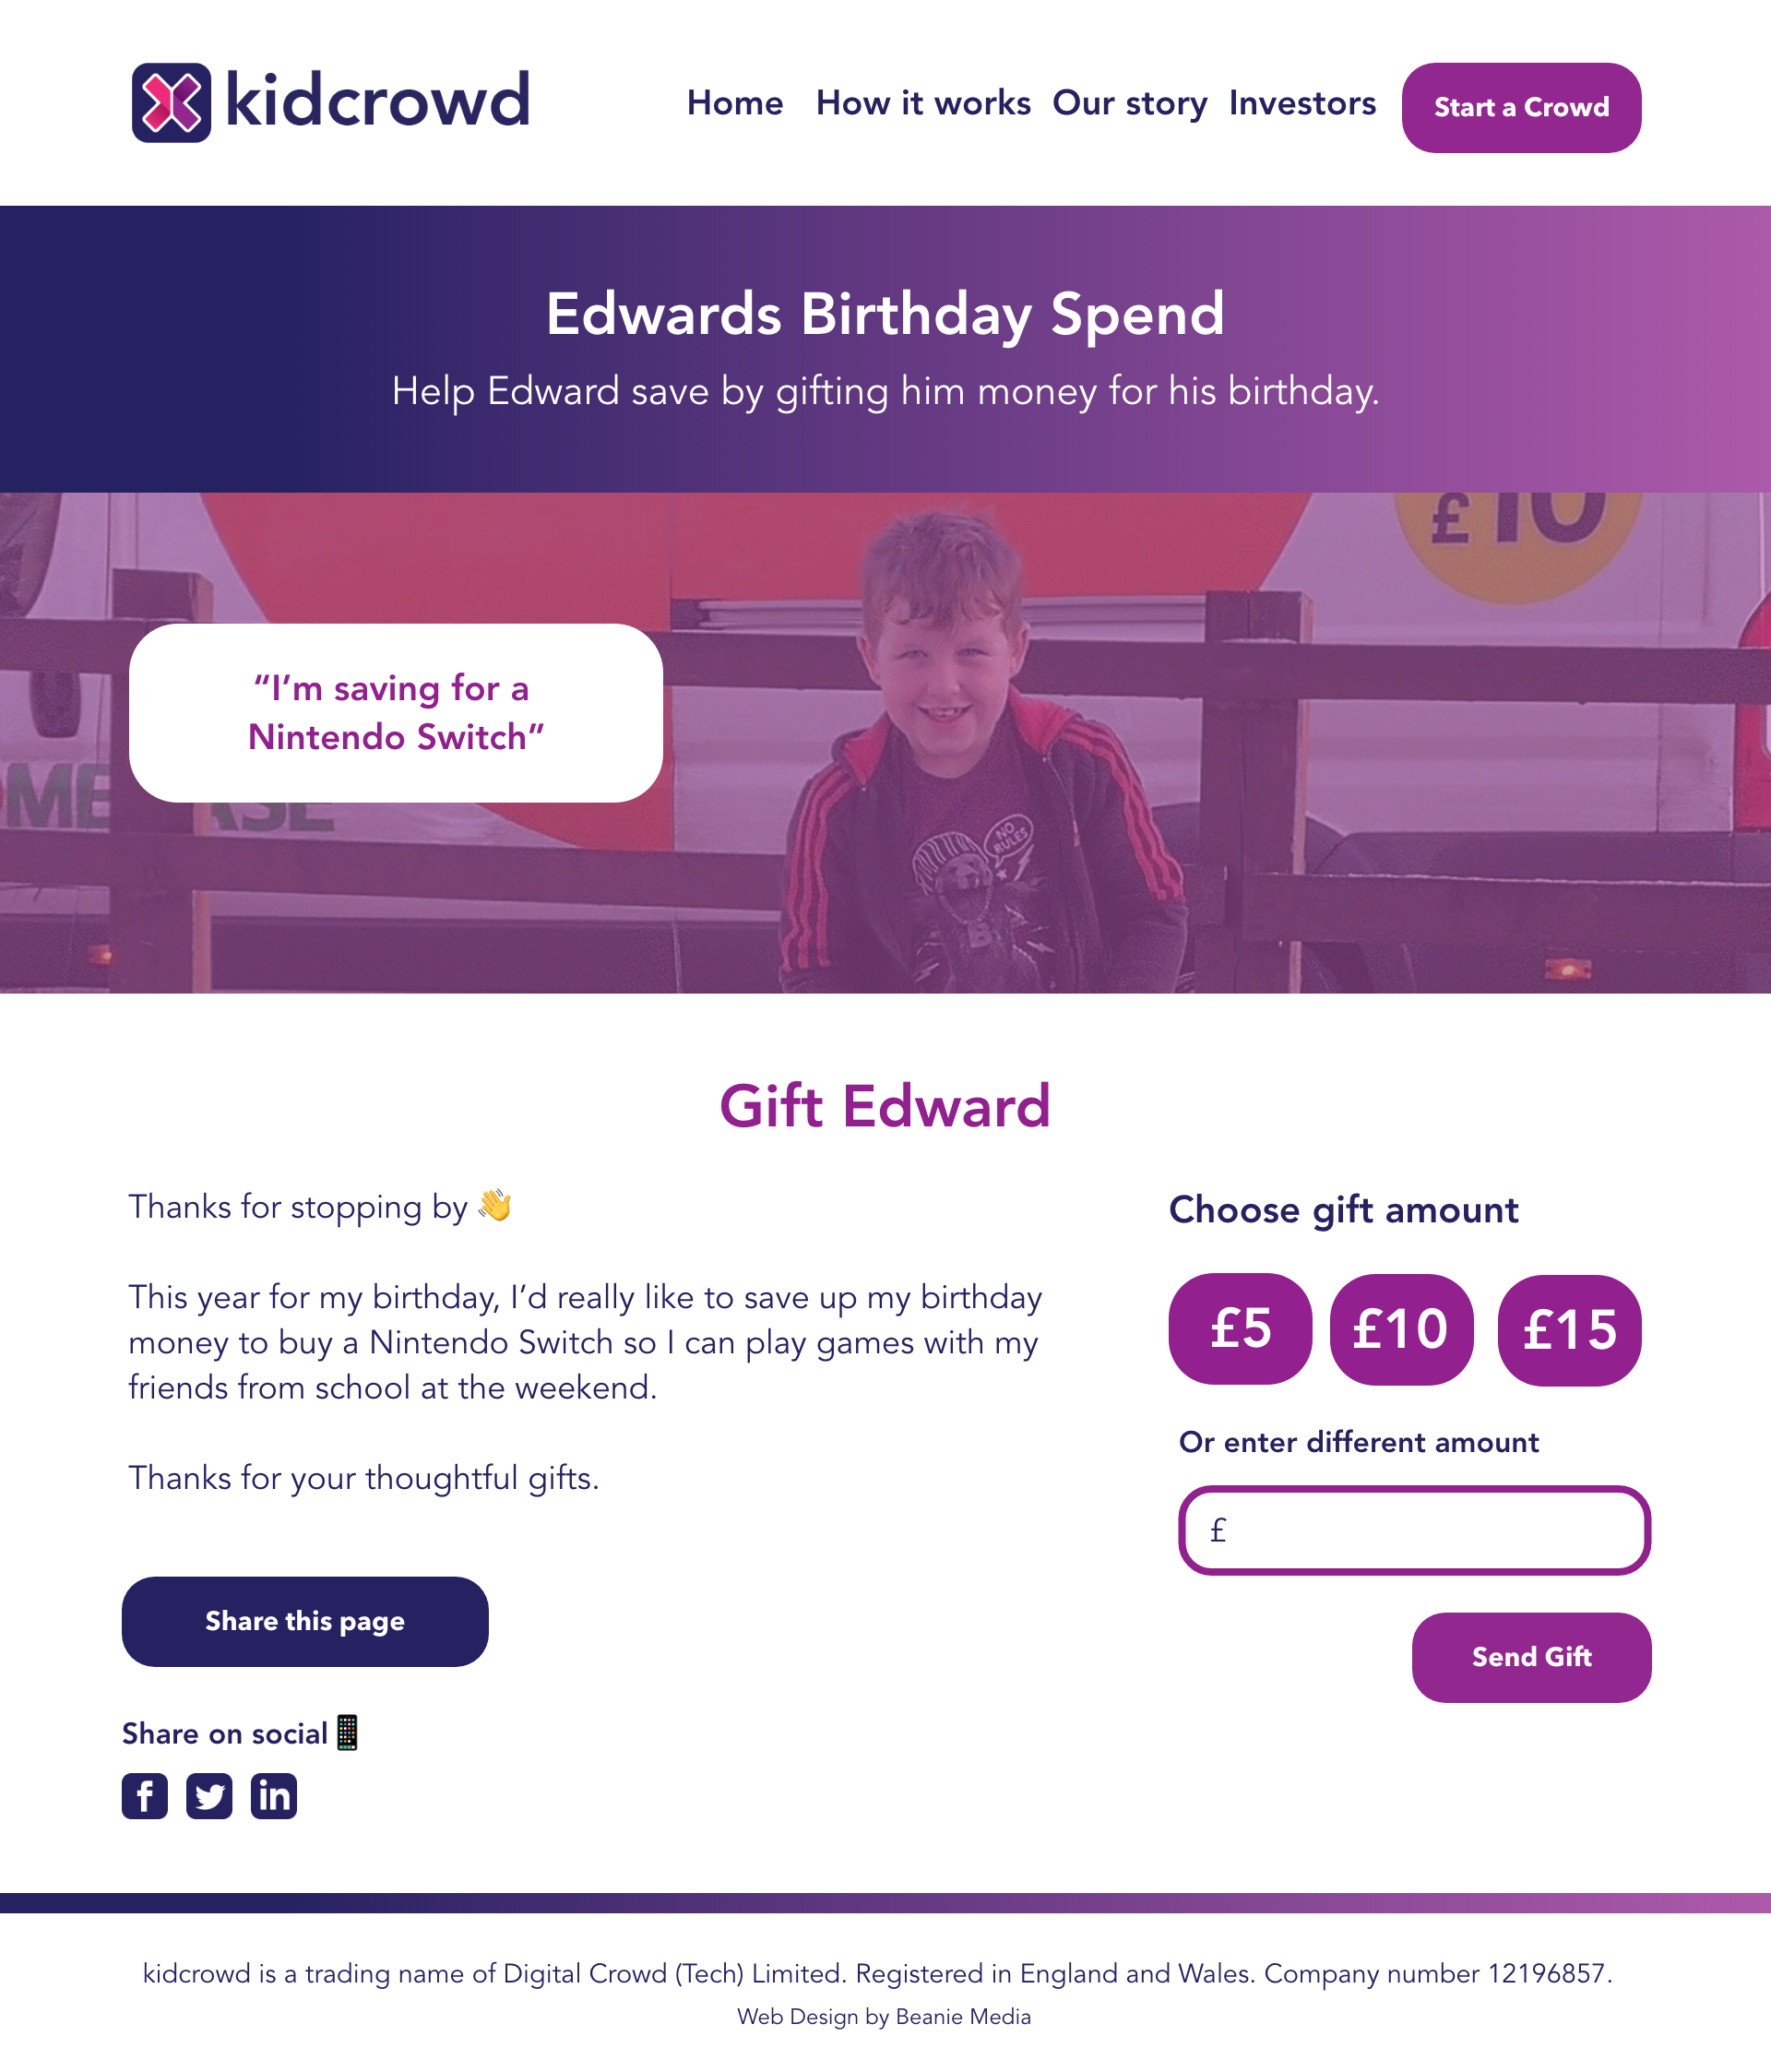 kidcrowd
Home How it works Our story Investors Start a Crowd
Edwards Birthday Spend
Help Edward save by gifting him money for his birthday.
£10
“I’m saving for a
Nintendo Switch”
NO
RULES
B
Gift Edward
Thanks for stopping by 👋
This year for my birthday, I’d really like to save up my birthday
money to buy a Nintendo Switch so I can play games with my
friends from school at the weekend.
Thanks for your thoughtful gifts.
Share this page
Share on social📱
f in
Choose gift amount
£5 £10 £15
Or enter different amount
£
Send Gift
kidcrowd is a trading name of Digital Crowd (Tech) Limited. Registered in England and Wales. Company number 12196857.
Web Design by Beanie Media